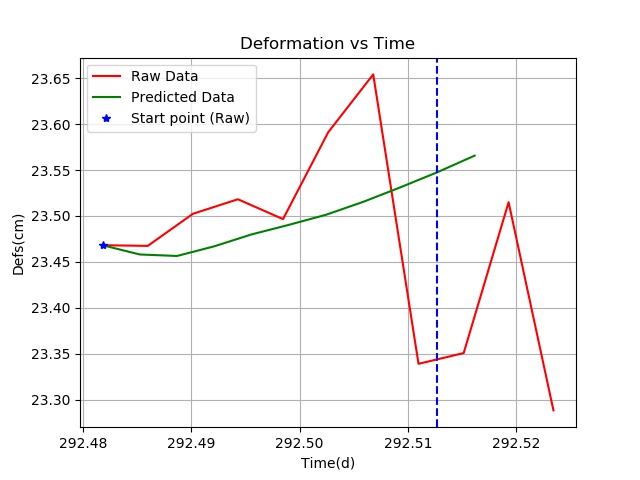 Deformation vs Time
Raw Data
Predicted Data
Start point (Raw)
Defs(cm)
23.65
23.60
23.55
23.50
23.45
23.40
23.35
23.30
292.48 292.49 292.50 292.51 292.52
Time(d)